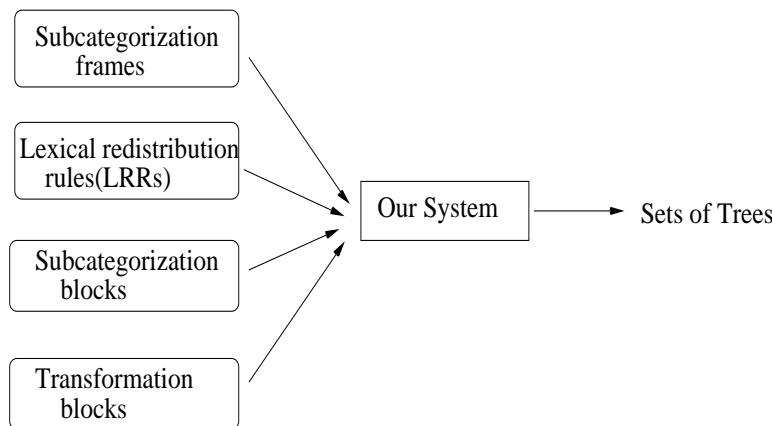 Subcategorization
frames
Lexical redistribution
rules(LRRs)
Subcategorization
blocks
Transformation
blocks
Our System
Sets of Trees